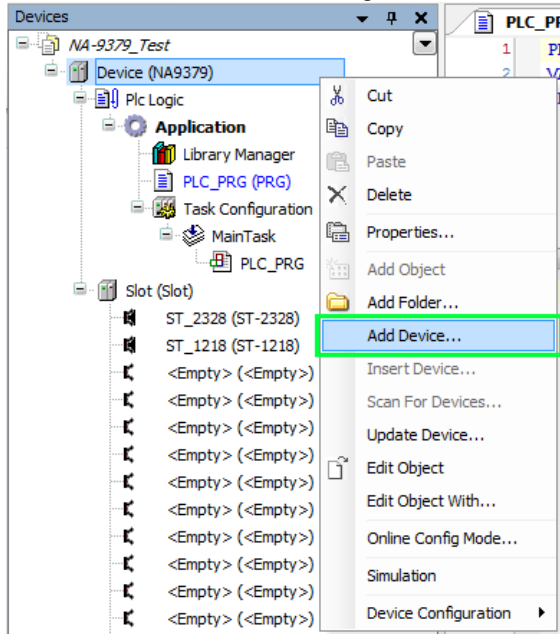 Devices
NA-9379_Test
Device (NA9379)
Plc Logic
Application
Library Manager
PLC_PRG (PRG)
Task Configuration
MainTask
PLC_PRG
Slot (Slot)
ST_2328 (ST-2328)
ST_1218 (ST-1218)
<Empty> (<Empty>)
<Empty> (<Empty>)
<Empty> (<Empty>)
<Empty> (<Empty>)
<Empty> (<Empty>)
<Empty> (<Empty>)
<Empty> (<Empty>)
<Empty> (<Empty>)
<Empty> (<Empty>)
<Empty> (<Empty>)
1
2
Cut
Copy
Paste
Delete
Properties...
Add Object
Add Folder...
Add Device...
Insert Device...
Scan For Devices...
Update Device...
Edit Object
Edit Object With...
Online Config Mode...
Simulation
Device Configuration